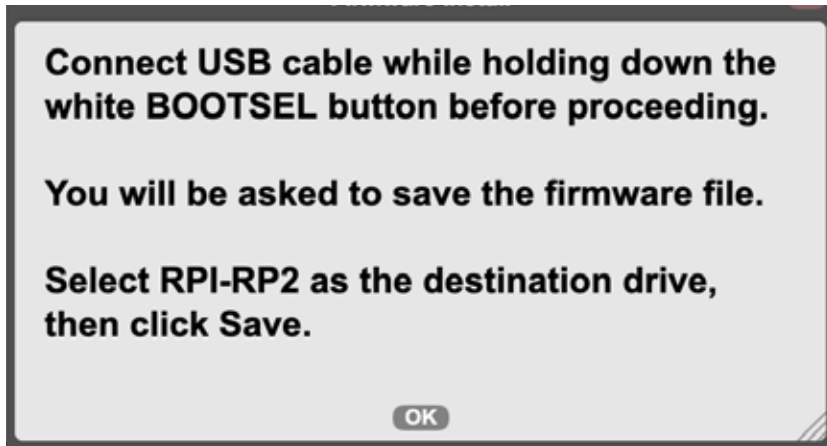 Connect USB cable while holding down the
white BOOTSEL button before proceeding.
You will be asked to save the firmware file.
Select RPI-RP2 as the destination drive,
then click Save.
OK